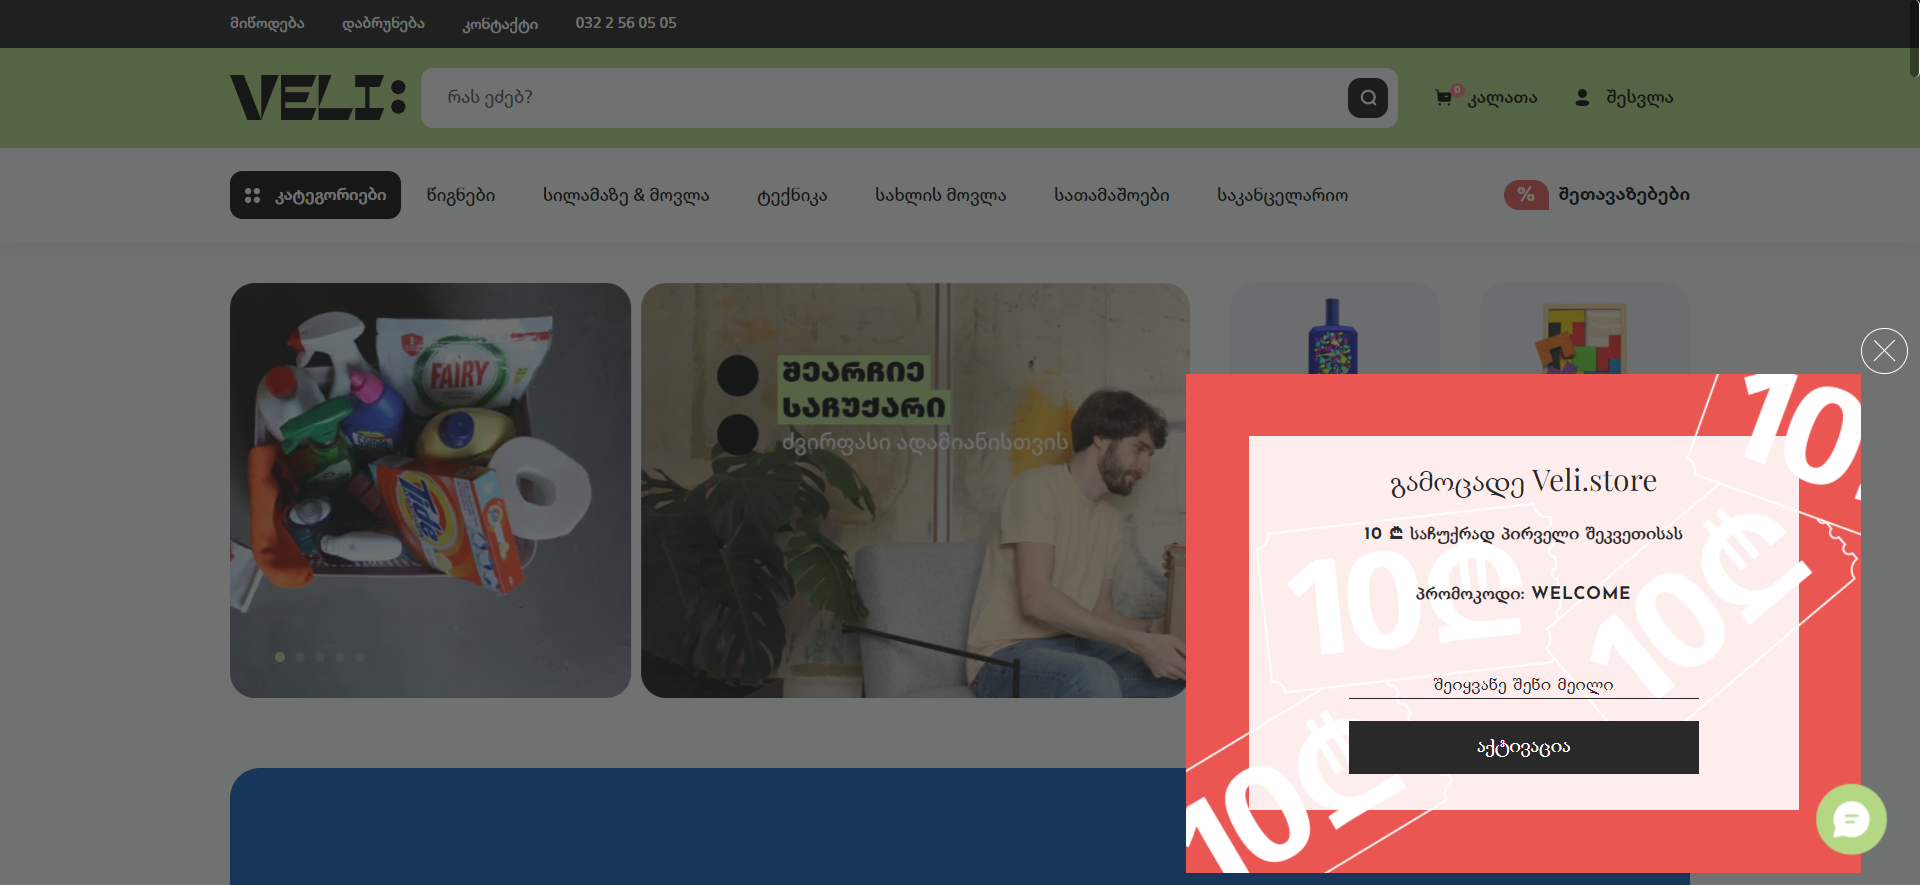 მიწოდება
დაბრუნება
კონტაქტი
032 2 56 05 05
VELI:
რას ეძებ?
0
კალათა
შესვლა
კატეგორიები
წიგნები
სილამაზე & მოვლა
ტექნიკა
სახლის მოვლა
სათამაშოები
საკანცელარიო
%
შეთავაზებები
FAIRY
Tide
შეარჩიე
საჩუქარი
ძვირფასი ადამიანისთვის
10
გამოცადე Veli.store
10 ₾ საჩუქრად პირველი შეკვეთისას
პრომოკოდი: WELCOME
10₾
10₾
შეიყვანე შენი მეილი
აქტივაცია
10₾